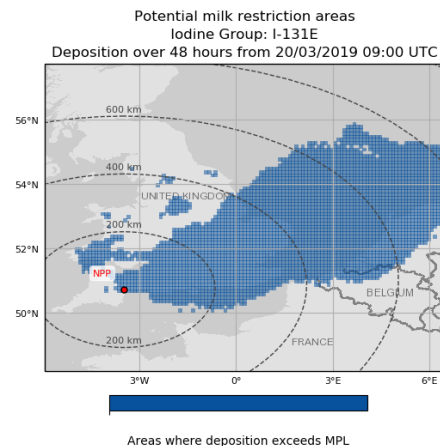 Potential milk restriction areas
Iodine Group: I-131E
Deposition over 48 hours from 20/03/2019 09:00 UTC
600 km
56°N
400 km
54°N
UNITED KINGDOM
200 km
52°N
NPP
BELGIUM
50°N
200 km
FRANCE
3°W
0°
3°E
6°E
Areas where deposition exceeds MPL